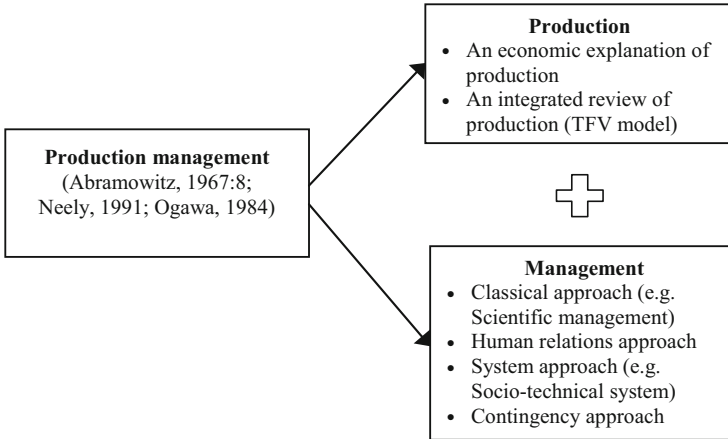 Production management
(Abramowitz, 1967:8;
Neely, 1991; Ogawa, 1984)
Production
• An economic explanation of
production
• An integrated review of
production (TFV model)
Management
• Classical approach (e.g.
Scientific management)
• Human relations approach
• System approach (e.g.
Socio-technical system)
• Contingency approach